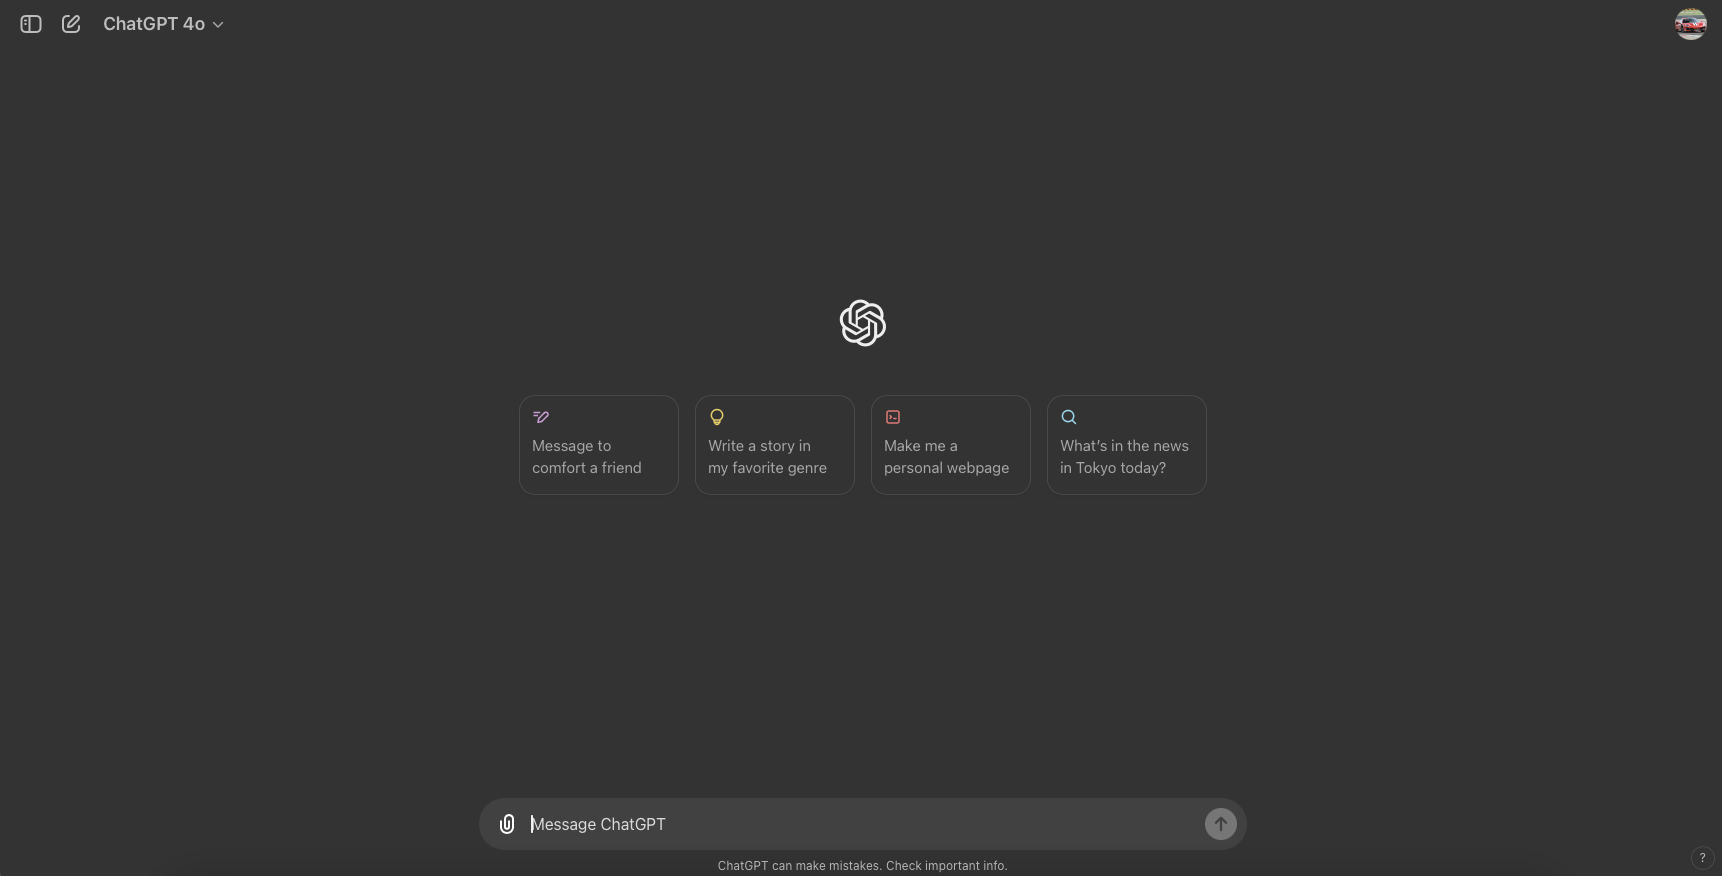 ChatGPT 4o
Message to
comfort a friend
Write a story in
my favorite genre
Make me a
personal webpage
What's in the news
in Tokyo today?
Message ChatGPT
ChatGPT can make mistakes. Check important info.
?